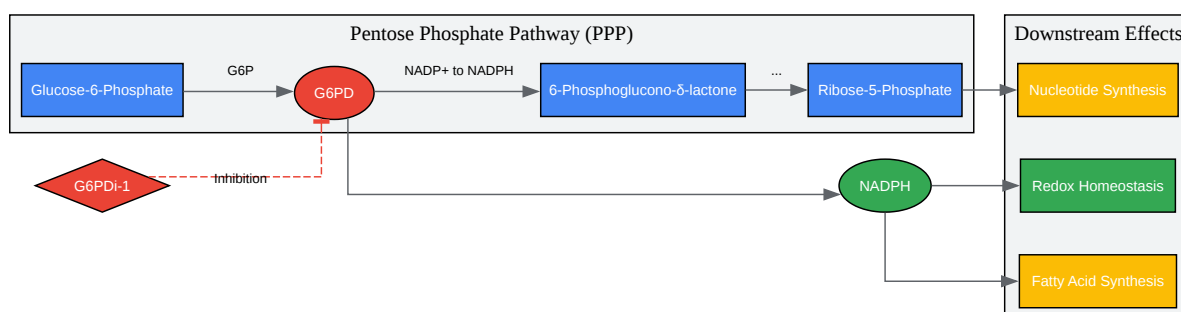 Pentose Phosphate Pathway (PPP)
Downstream Effects
Glucose-6-Phosphate
G6P
G6PD
NADP+ to NADPH
6-Phosphoglucono-δ-lactone
...
Ribose-5-Phosphate
Nucleotide Synthesis
G6PDi-1
Inhibition
NADPH
Redox Homeostasis
Fatty Acid Synthesis